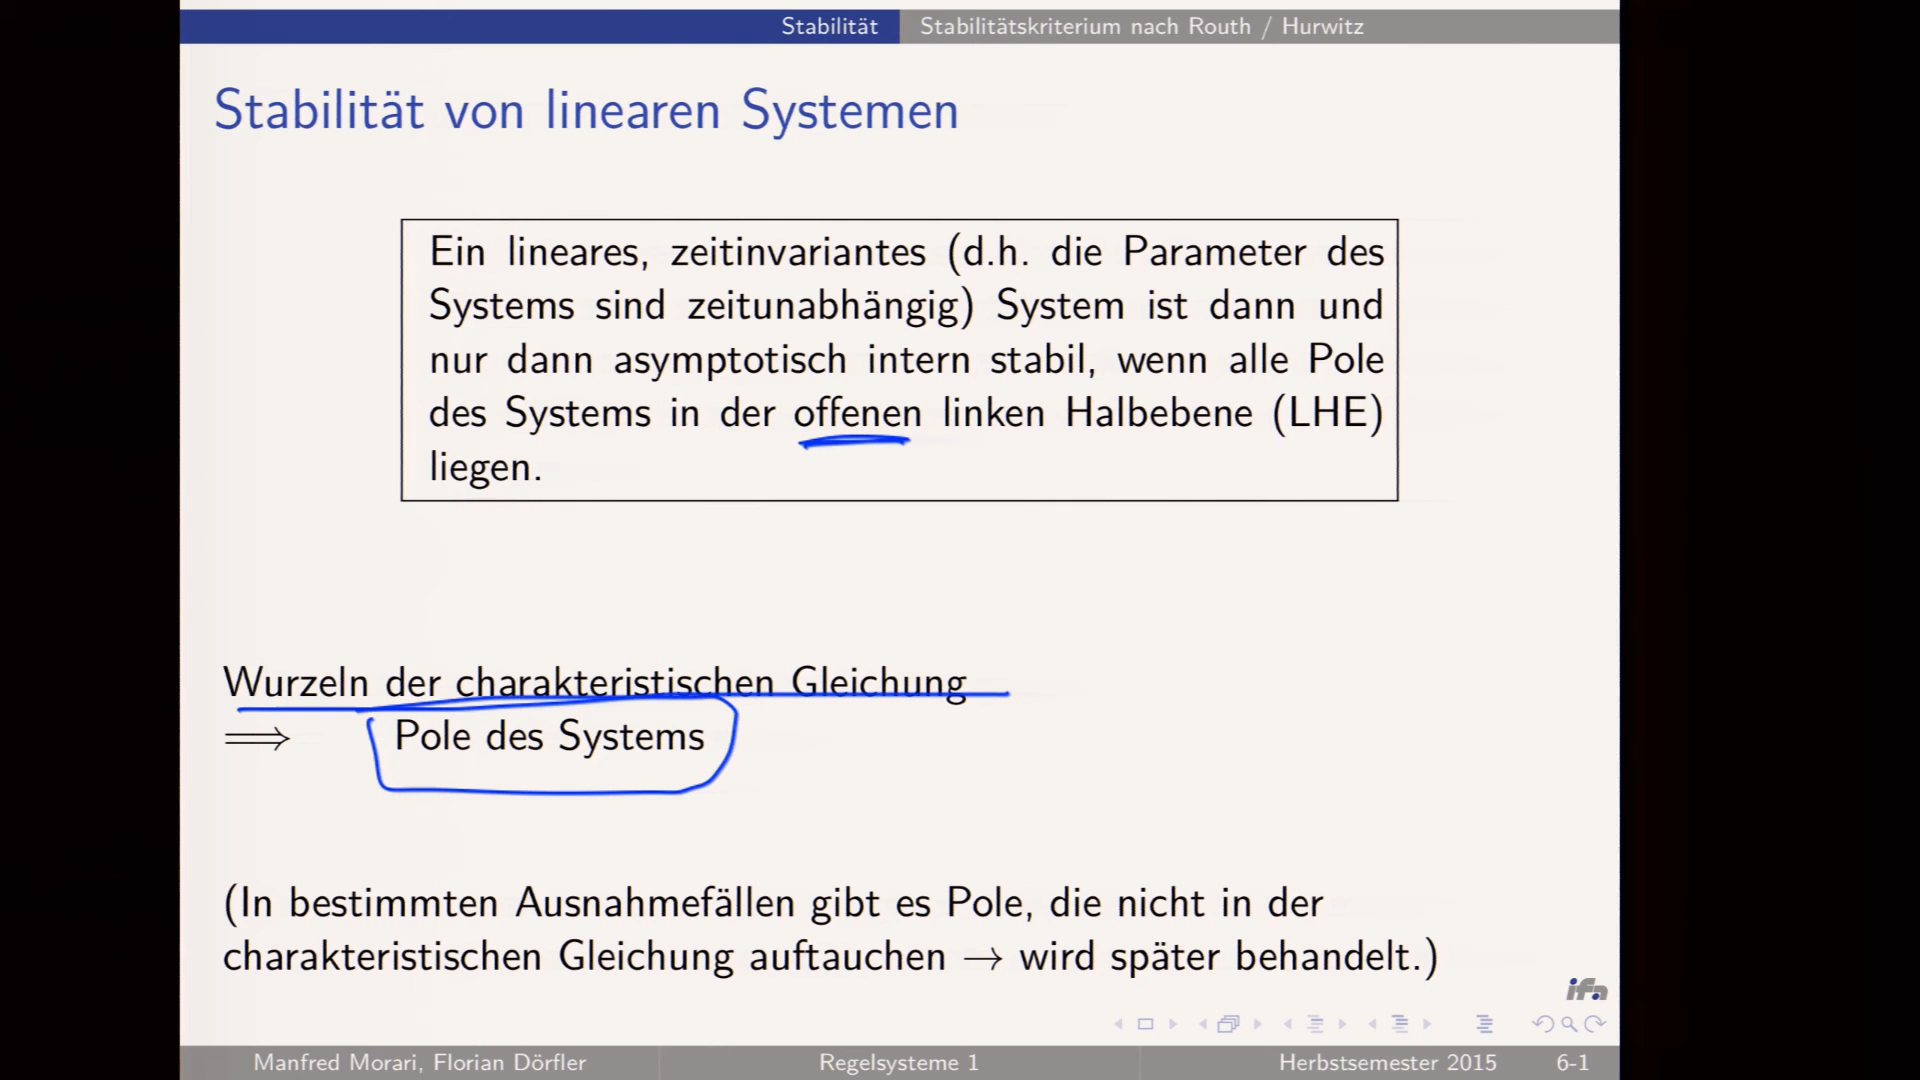 Stabilität Stabilitätskriterium nach Routh / Hurwitz
Stabilität von linearen Systemen
Ein lineares, zeitinvariantes (d.h. die Parameter des
Systems sind zeitunabhängig) System ist dann und
nur dann asymptotisch intern stabil, wenn alle Pole
des Systems in der offenen linken Halbebene (LHE)
liegen.
Wurzeln der charakteristischen Gleichung
⟹ Pole des Systems
(In bestimmten Ausnahmefällen gibt es Pole, die nicht in der
charakteristischen Gleichung auftauchen → wird später behandelt.)
ifa
Manfred Morari, Florian Dörfler Regelsysteme 1 Herbstsemester 2015 6-1